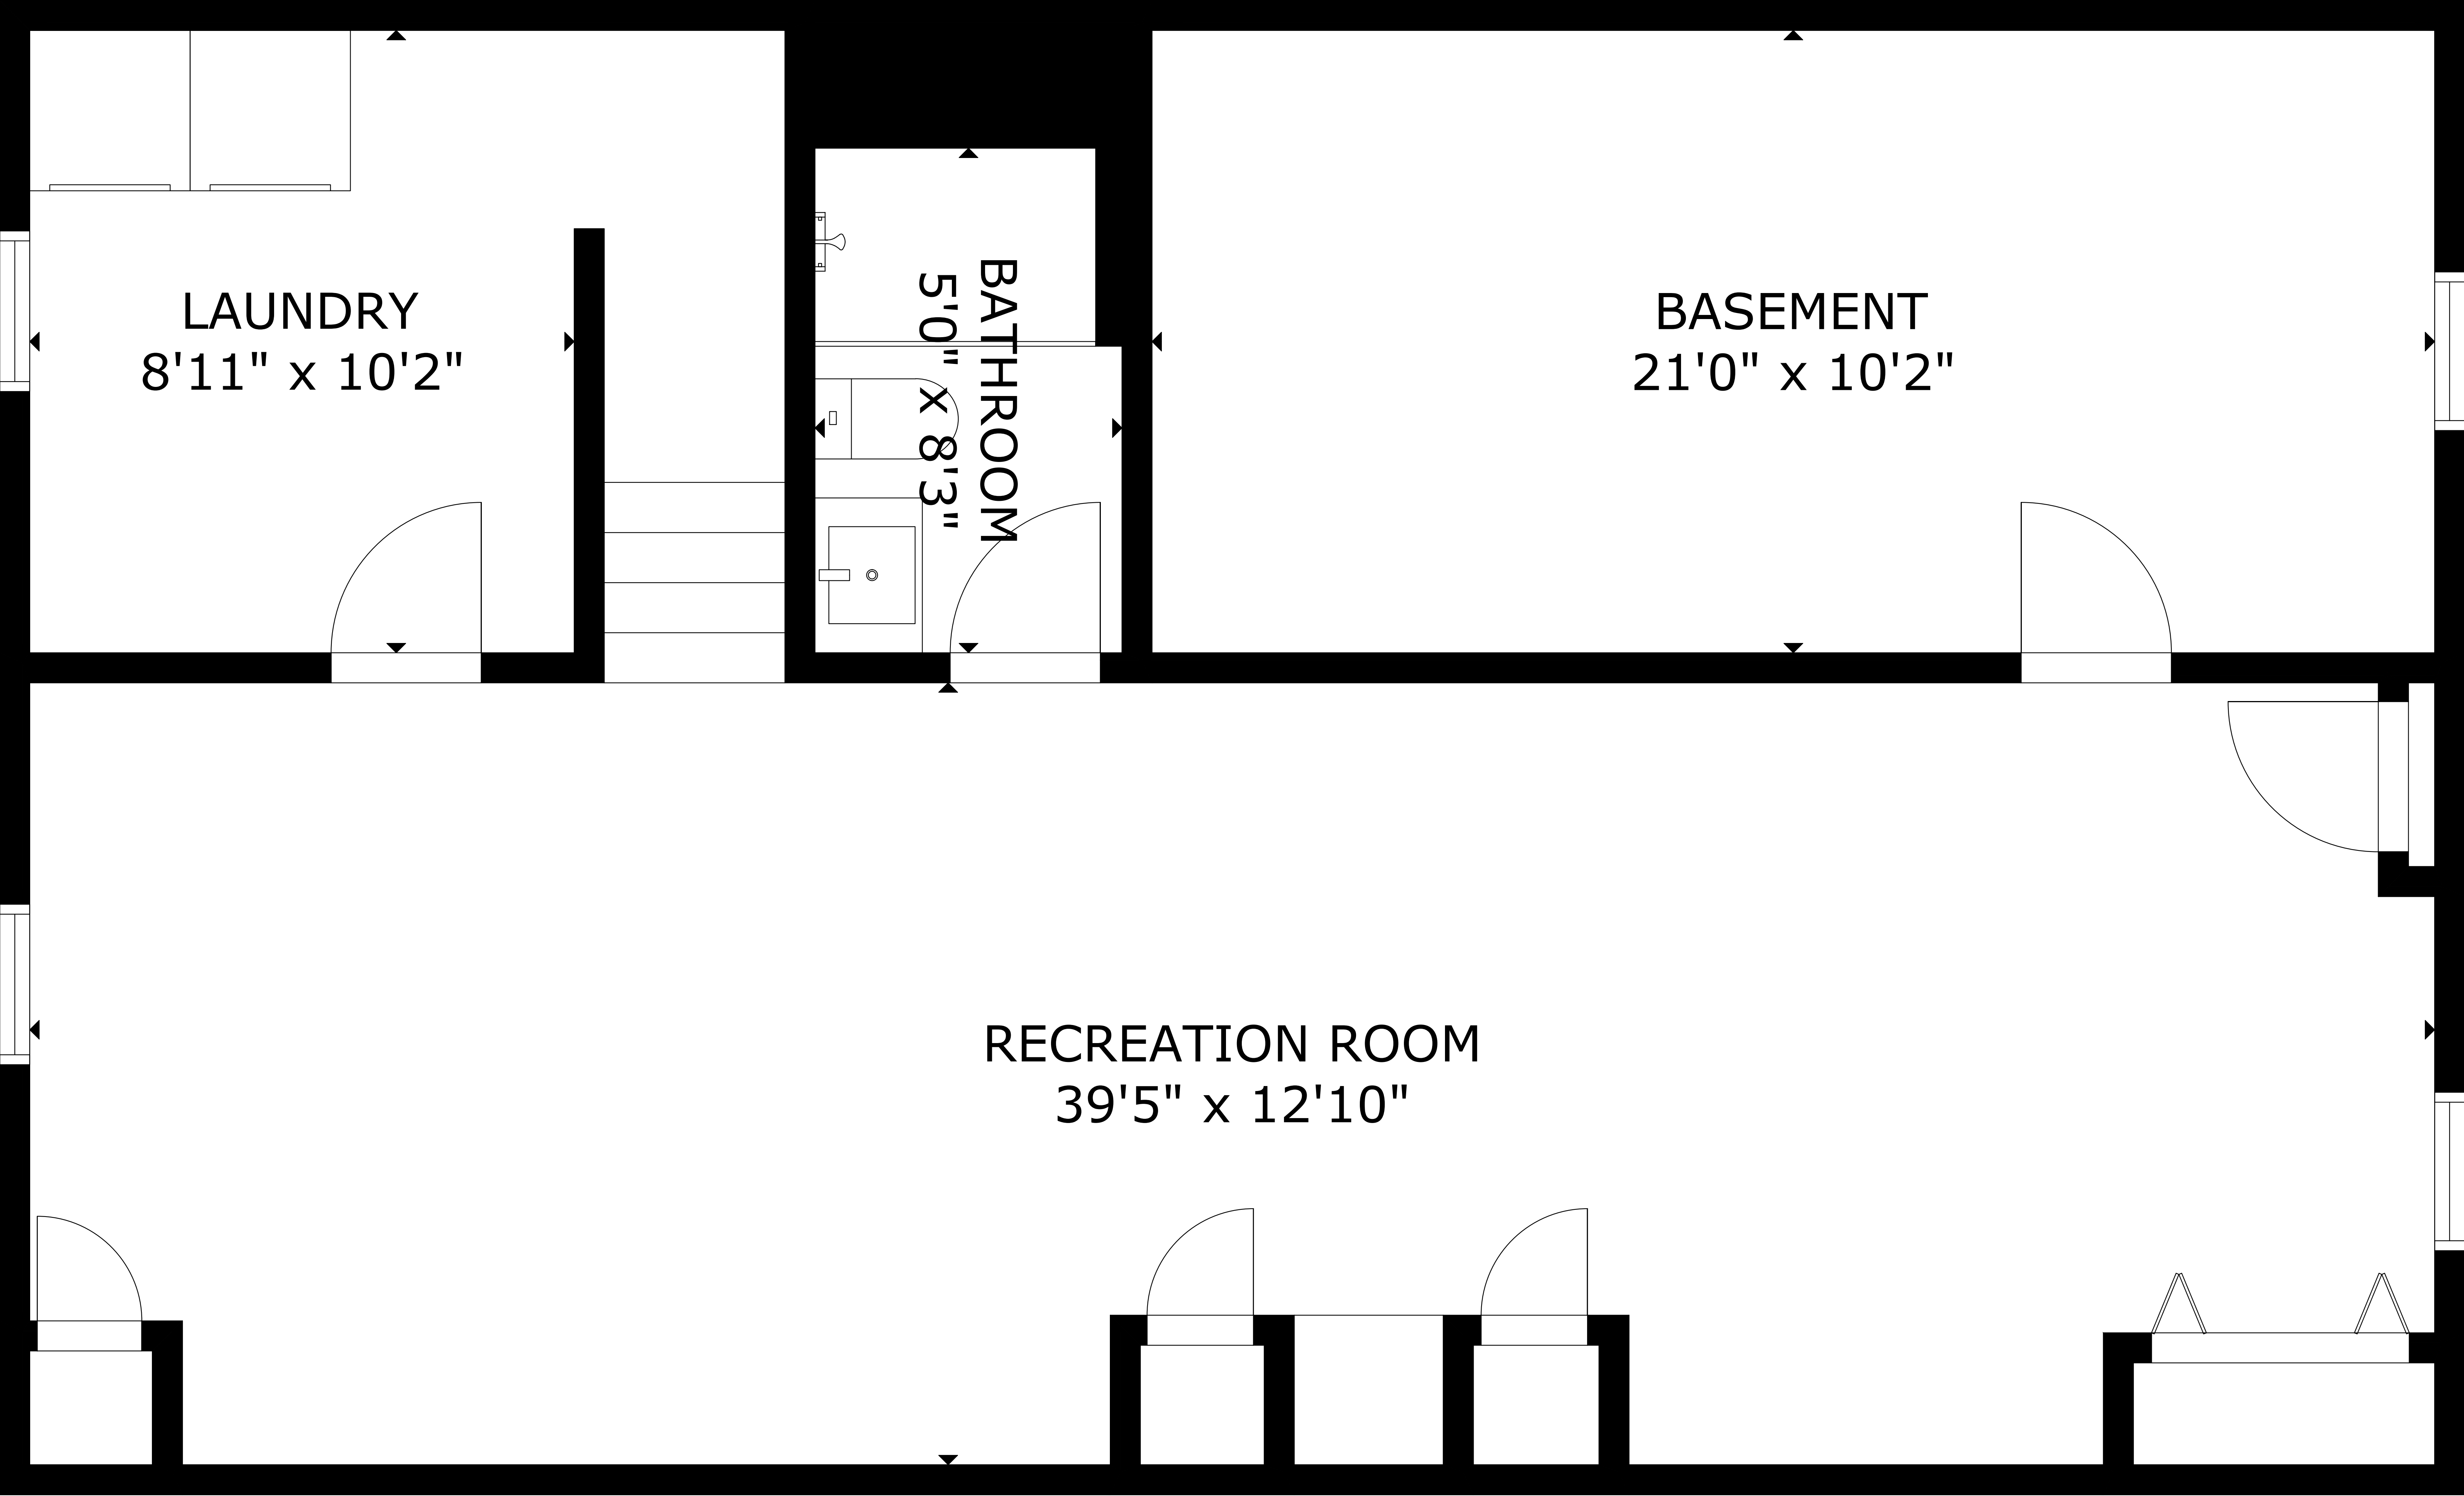 LAUNDRY
8'11" x 10'2"
BATHROOM
5'0" x 8'3"
BASEMENT
21'0" x 10'2"
RECREATION ROOM
39'5" x 12'10"